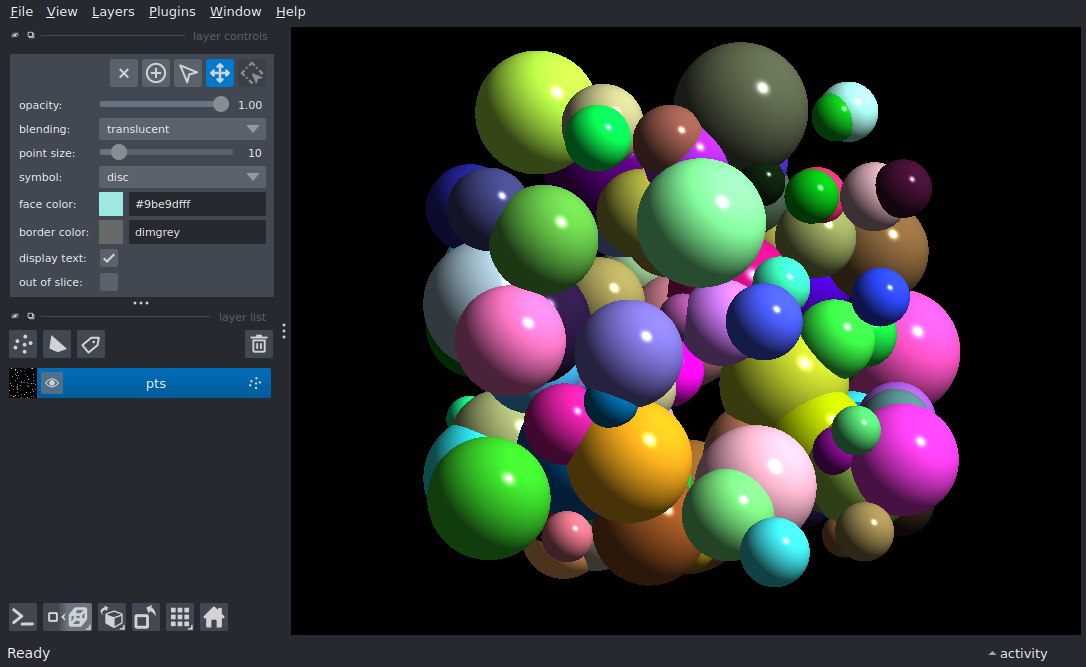 File View Layers Plugins Window Help
layer controls
opacity: 1.00
blending: translucent
point size: 10
symbol: disc
face color: #9be9dfff
border color: dimgrey
display text:
out of slice:
layer list
pts
Ready
activity